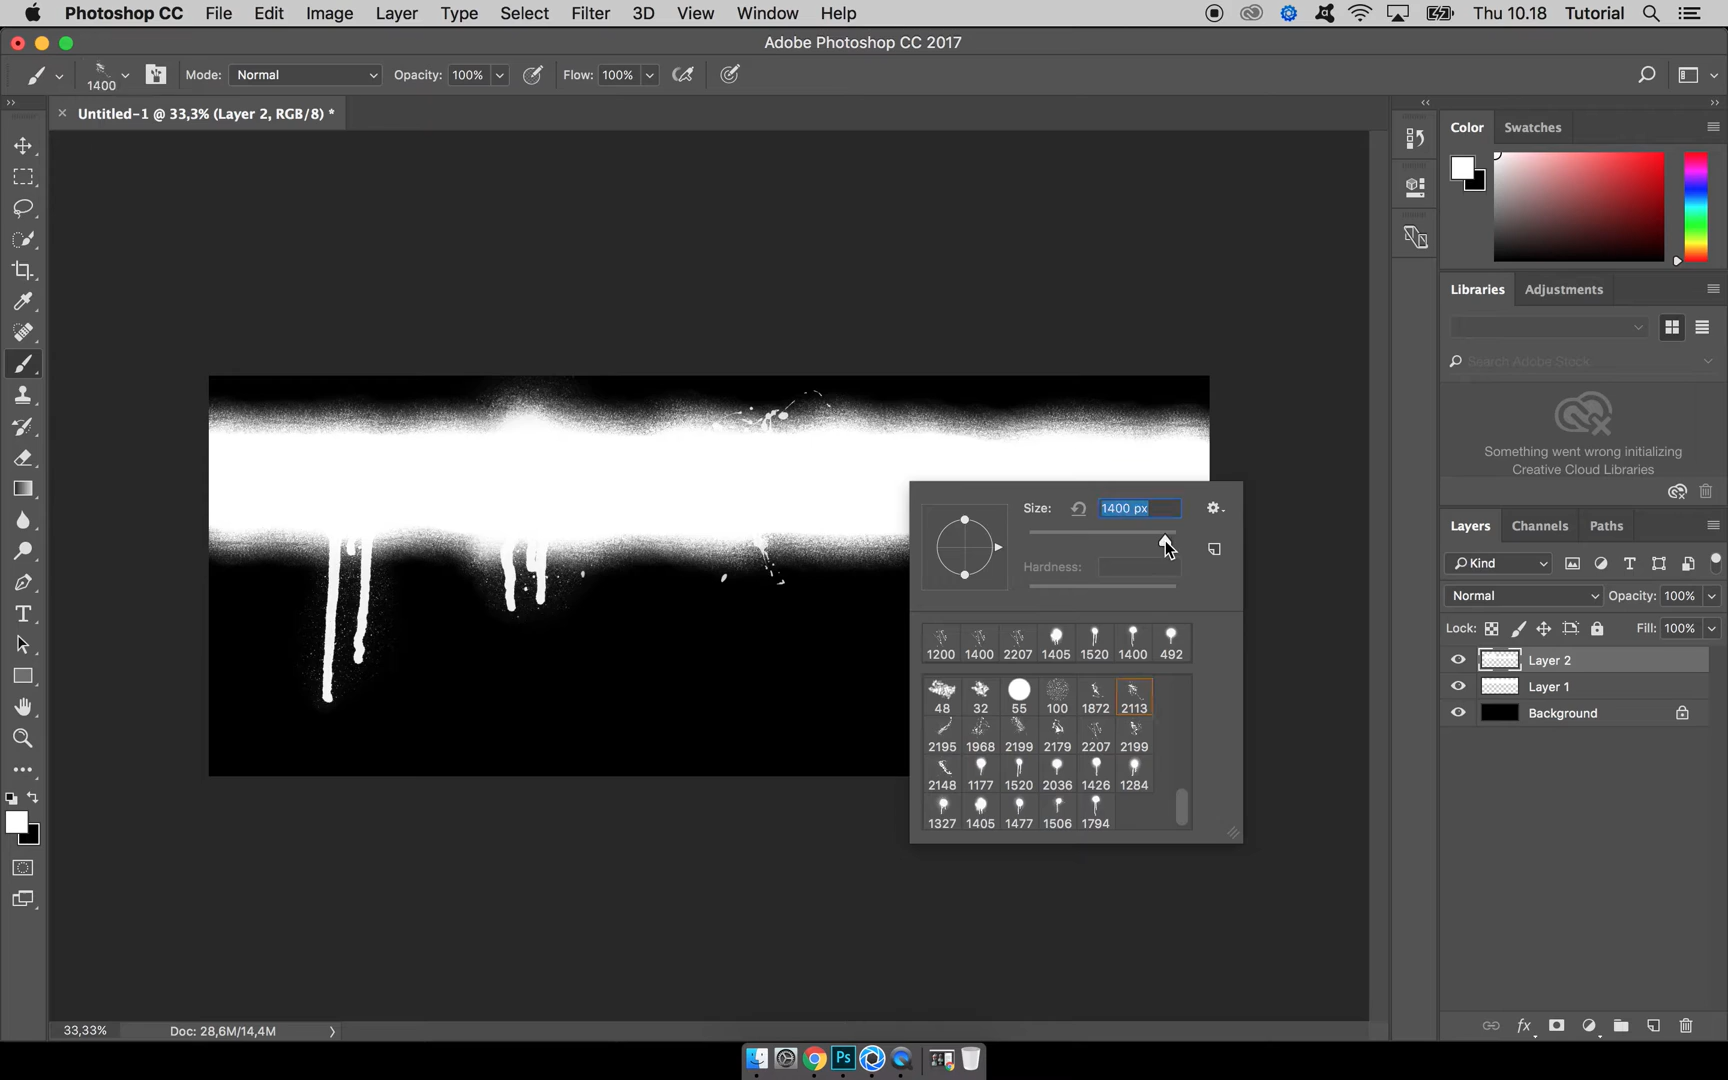 Photoshop CC File Edit Image Layer Type Select Filter 3D View Window Help Thu 10.18 Tutorial
Adobe Photoshop CC 2017
1400 Mode: Normal Opacity: 100% Flow: 100%
Untitled-1 @ 33,3% (Layer 2, RGB/8) *
Color Swatches
Libraries Adjustments
Search Adobe Stock
Something went wrong initializing
Creative Cloud Libraries
Size: 1400 px
Hardness:
1200 1400 2207 1405 1520 1400 492
48 32 55 100 1872 2113
2195 1968 2199 2179 2207 2199
2148 1177 1520 2036 1426 1284
1327 1405 1477 1506 1794
Layers Channels Paths
Kind
Normal Opacity: 100%
Lock: Fill: 100%
Layer 2
Layer 1
Background
fx
33,33% Doc: 28,6M/14,4M
Ps